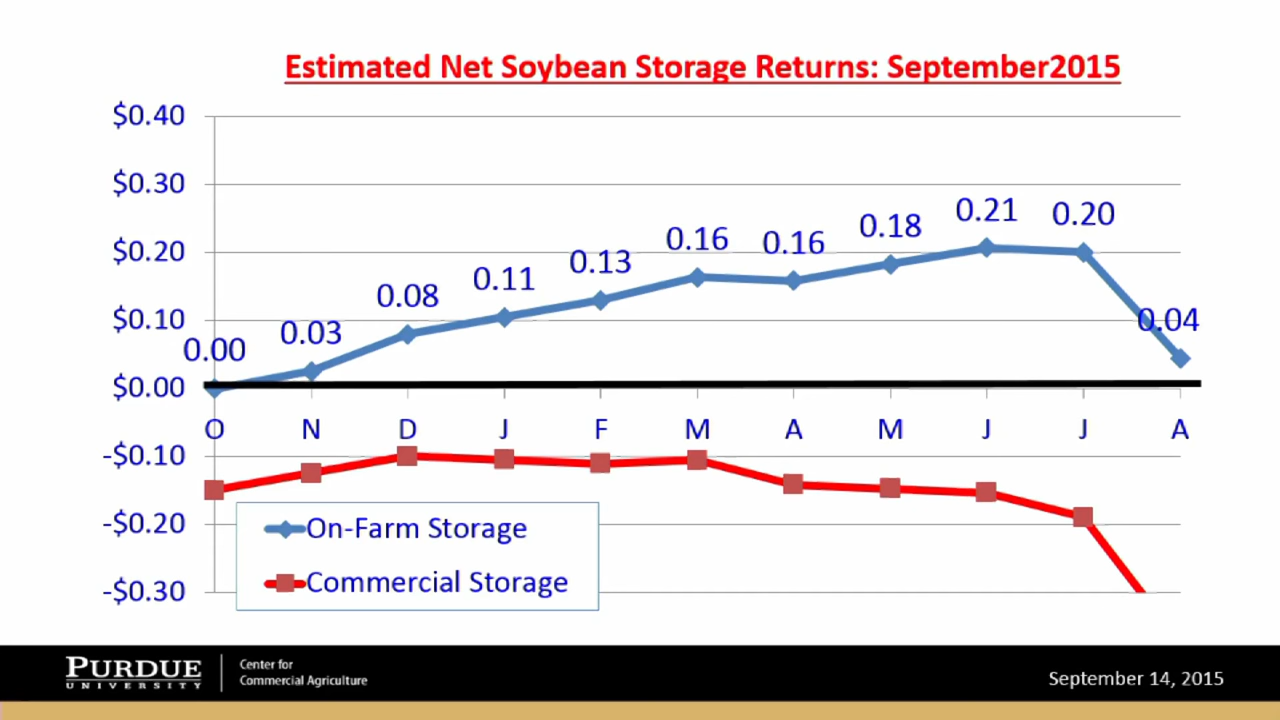 Estimated Net Soybean Storage Returns: September2015
$0.40
$0.30
$0.20
$0.10
$0.00
-$0.10
-$0.20
-$0.30
0.00
0.03
0.08
0.11
0.13
0.16
0.16
0.18
0.21
0.20
0.04
O N D J F M A M J J A
On-Farm Storage
Commercial Storage
PURDUE
UNIVERSITY
Center for
Commercial Agriculture
September 14, 2015